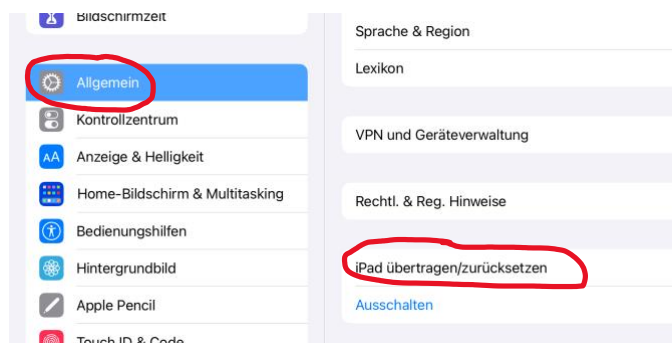 Bildschirmzeit
Allgemein
Kontrollzentrum
AA Anzeige & Helligkeit
Home-Bildschirm & Multitasking
Bedienungshilfen
Hintergrundbild
Apple Pencil
Touch ID & Code
Sprache & Region
Lexikon
VPN und Geräteverwaltung
Rechtl. & Reg. Hinweise
iPad übertragen/zurücksetzen
Ausschalten